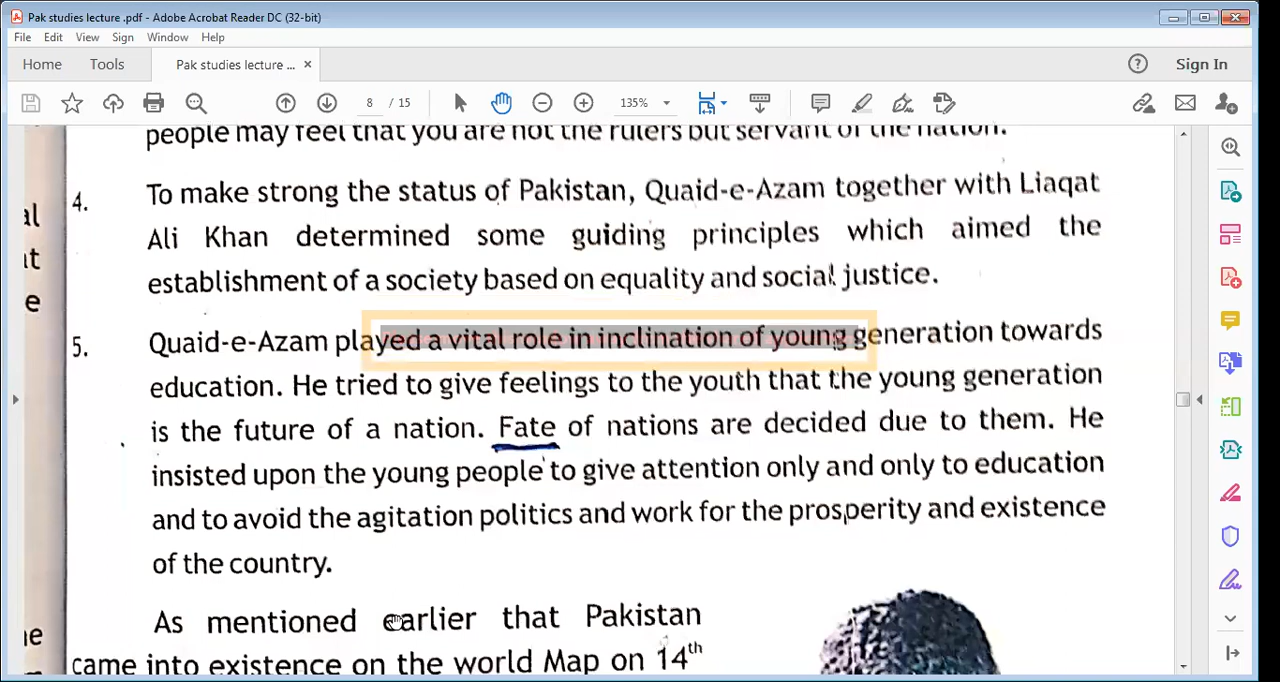 Pak studies lecture .pdf - Adobe Acrobat Reader DC (32-bit)
File Edit View Sign Window Help
Home Tools Pak studies lecture ... × Sign In
8 / 15 135%
people may feel that you are not the rulers but servant of the nation.
4. To make strong the status of Pakistan, Quaid-e-Azam together with Liaqat
Ali Khan determined some guiding principles which aimed the
establishment of a society based on equality and social justice.
5. Quaid-e-Azam played a vital role in inclination of young generation towards
education. He tried to give feelings to the youth that the young generation
is the future of a nation. Fate of nations are decided due to them. He
insisted upon the young people to give attention only and only to education
and to avoid the agitation politics and work for the prosperity and existence
of the country.
As mentioned earlier that Pakistan
came into existence on the world Map on 14th